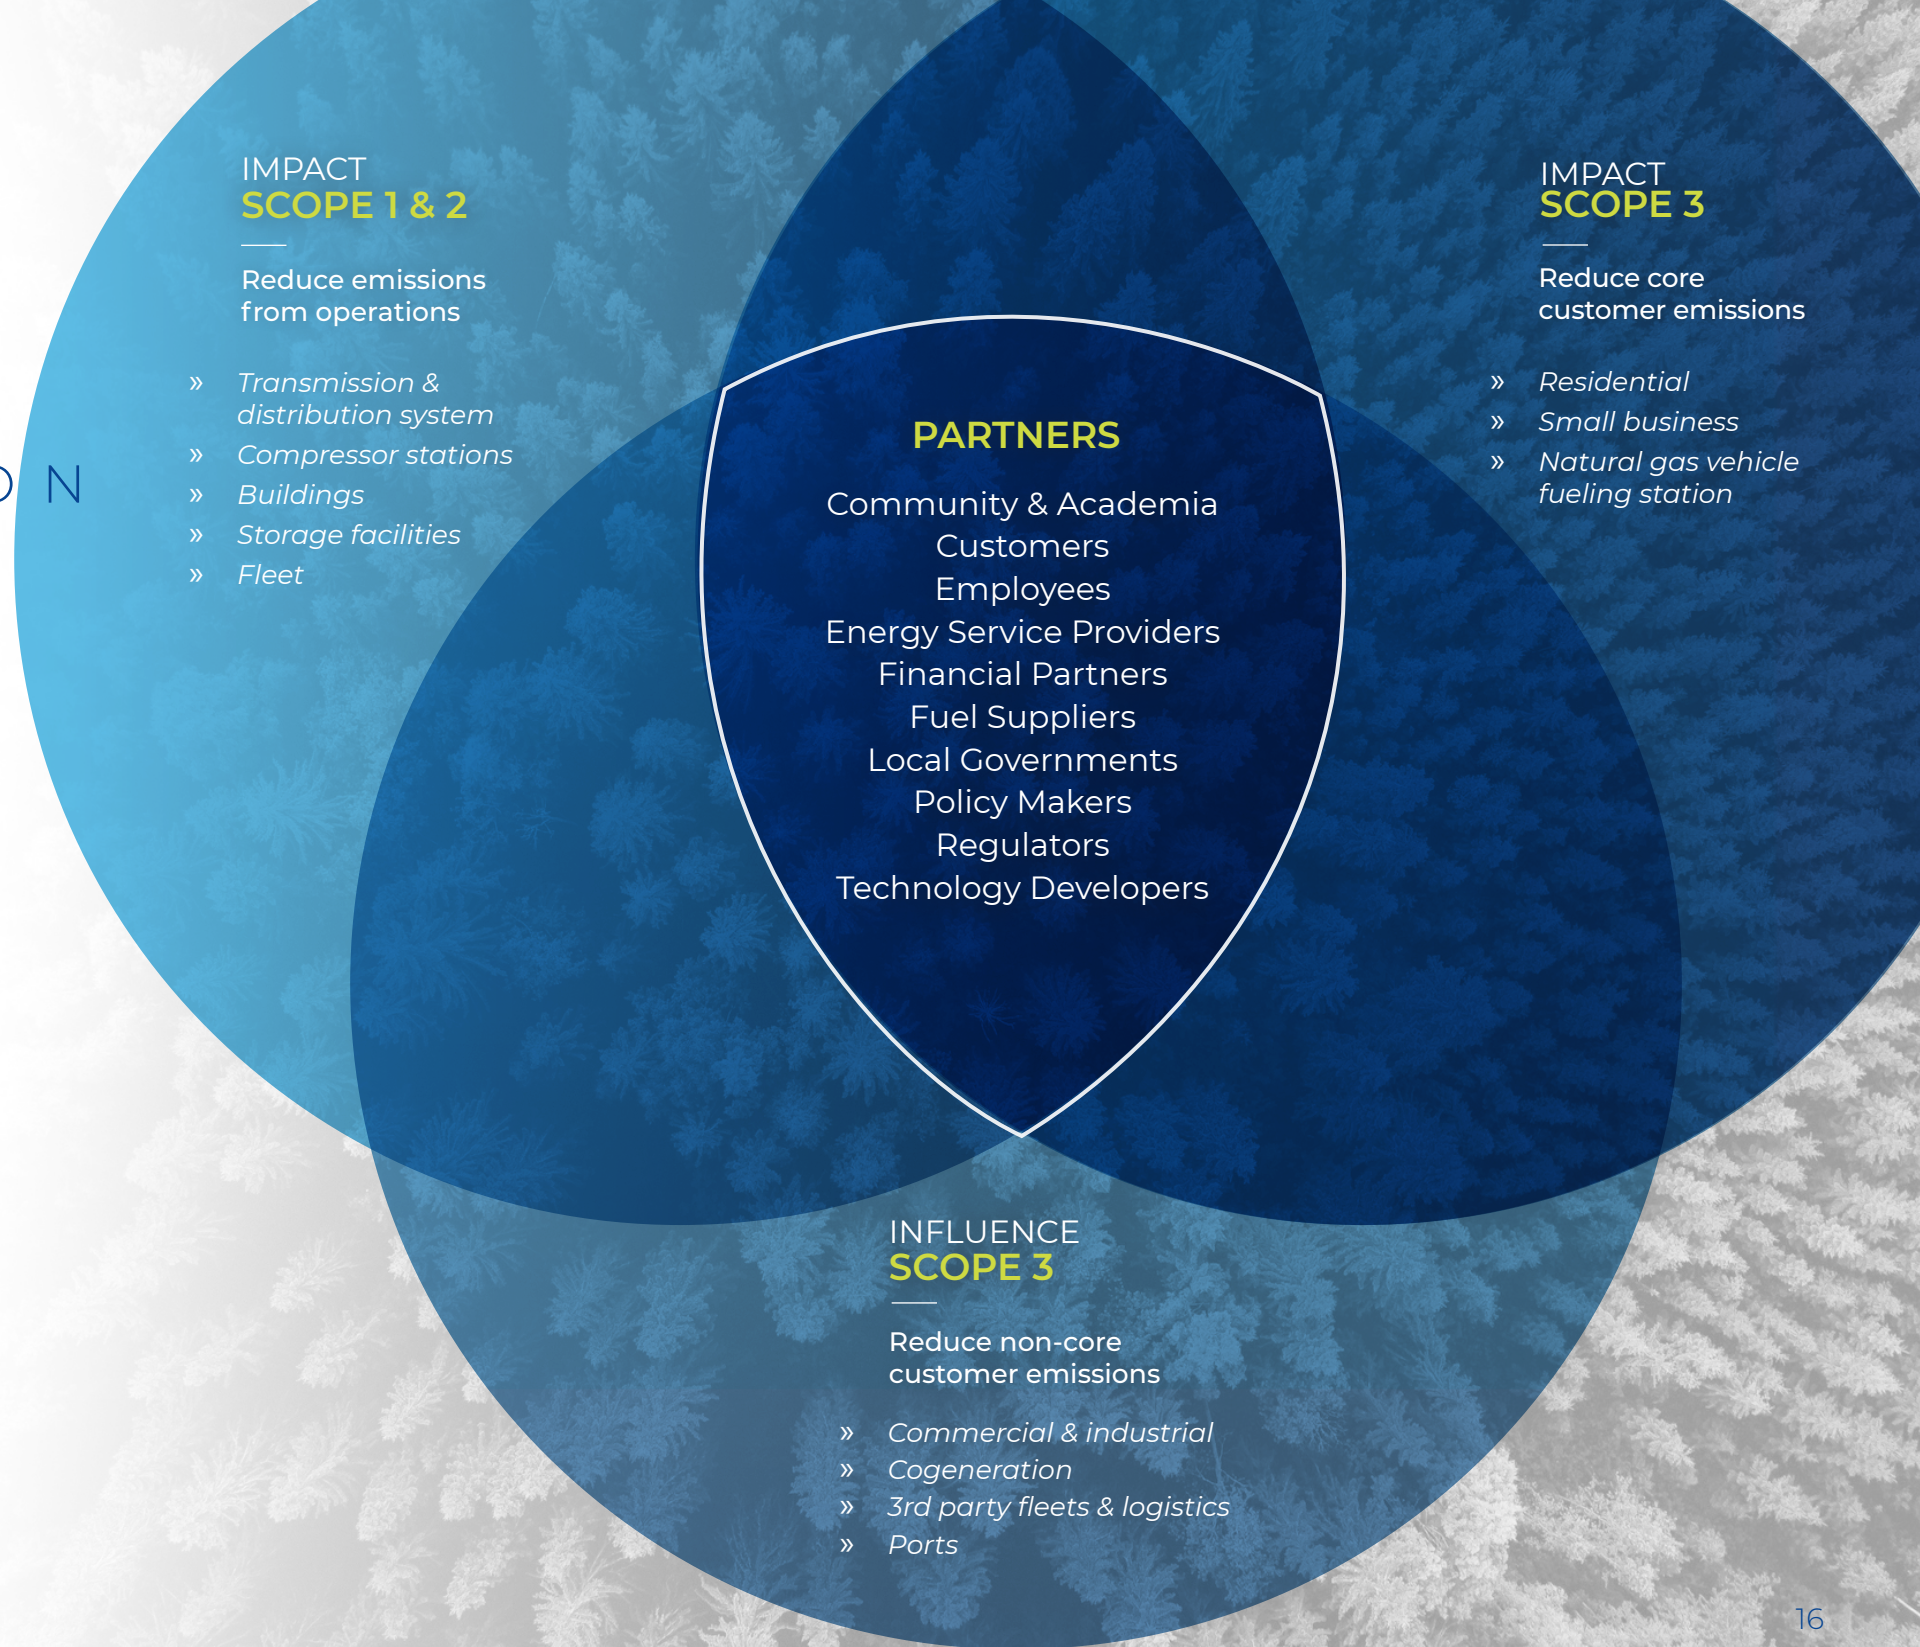 IMPACT
SCOPE 1 & 2
Reduce emissions
from operations
» Transmission &
distribution system
» Compressor stations
» Buildings
» Storage facilities
» Fleet
ON
PARTNERS
Community & Academia
Customers
Employees
Energy Service Providers
Financial Partners
Fuel Suppliers
Local Governments
Policy Makers
Regulators
Technology Developers
IMPACT
SCOPE 3
Reduce core
customer emissions
» Residential
» Small business
» Natural gas vehicle
fueling station
INFLUENCE
SCOPE 3
Reduce non-core
customer emissions
» Commercial & industrial
» Cogeneration
» 3rd party fleets & logistics
» Ports
16